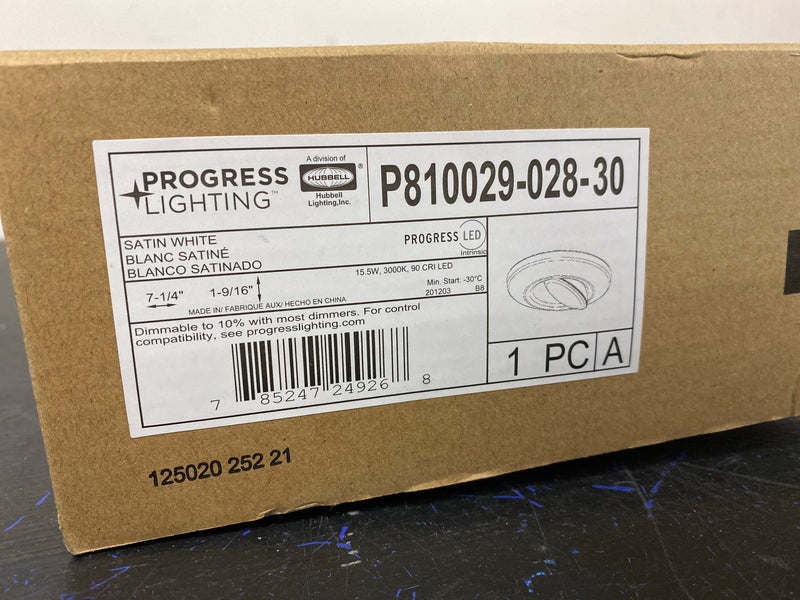 PROGRESS
LIGHTING™
A division of
HUBBELL®
Hubbell
Lighting,Inc.
P810029-028-30
SATIN WHITE
BLANC SATINÉ
BLANCO SATINADO
PROGRESS LED
Intrinsic
7-1/4"
1-9/16"
15.5W, 3000K, 90 CRI LED
Min. Start: -30°C
201203 B8
MADE IN/ FABRIQUE AUX/ HECHO EN CHINA
Dimmable to 10% with most dimmers. For control
compatibility, see progresslighting.com
7 85247 24926 8
1 PC A
125020 252 21